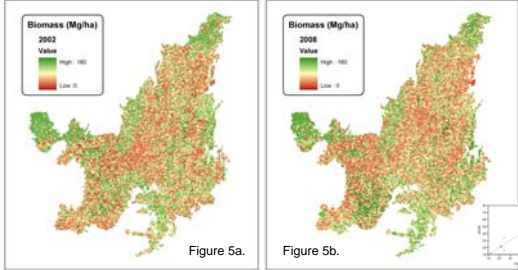 Biomass (Mg/ha)
2002
Value
High : 180
Low : 0
Figure 5a.
Biomass (Mg/ha)
2008
Value
High : 180
Low : 0
Figure 5b.